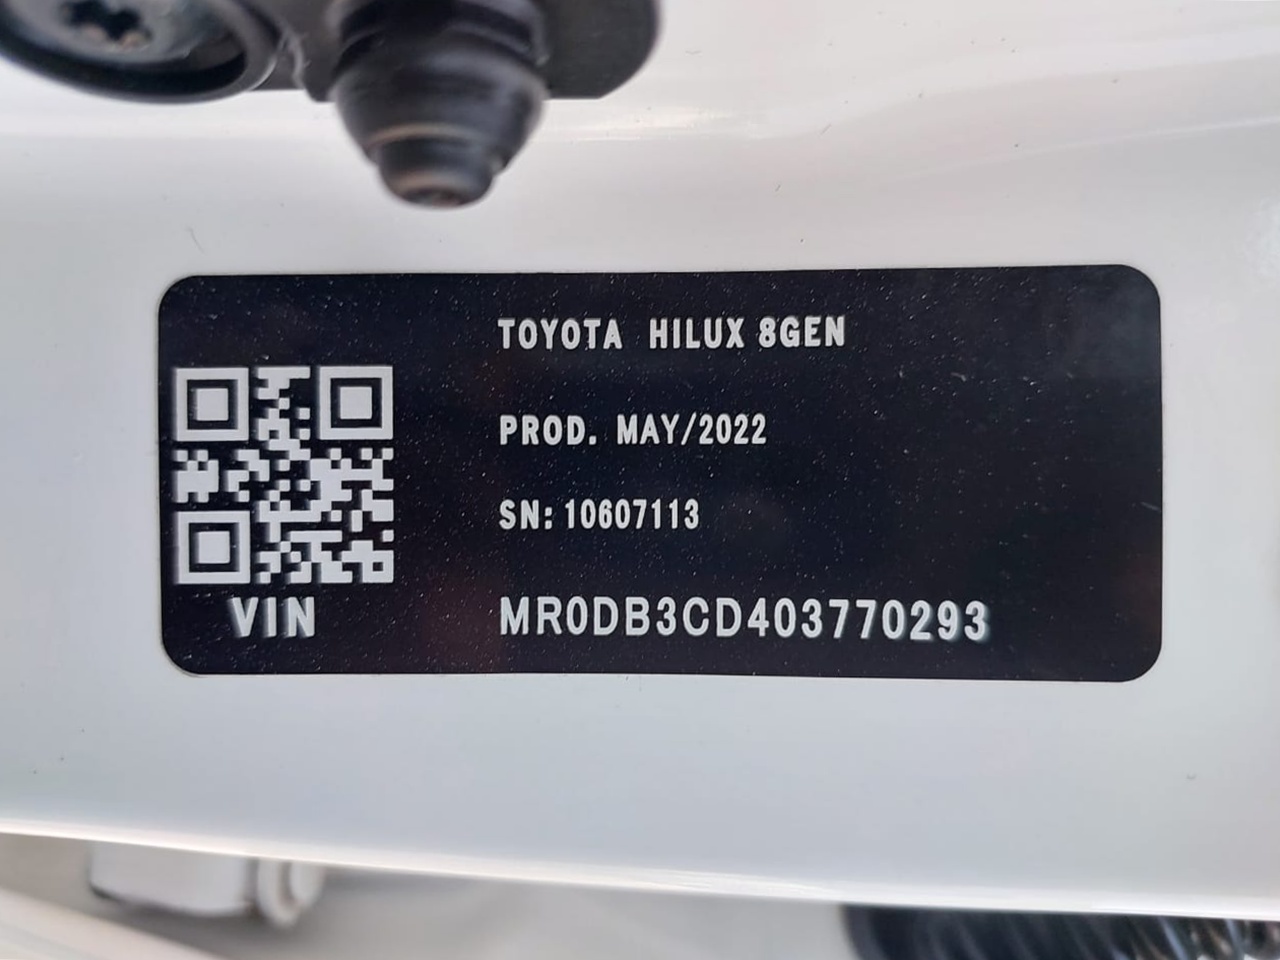 TOYOTA HILUX 8GEN
PROD. MAY/2022
SN: 10607113
VIN MR0DB3CD403770293